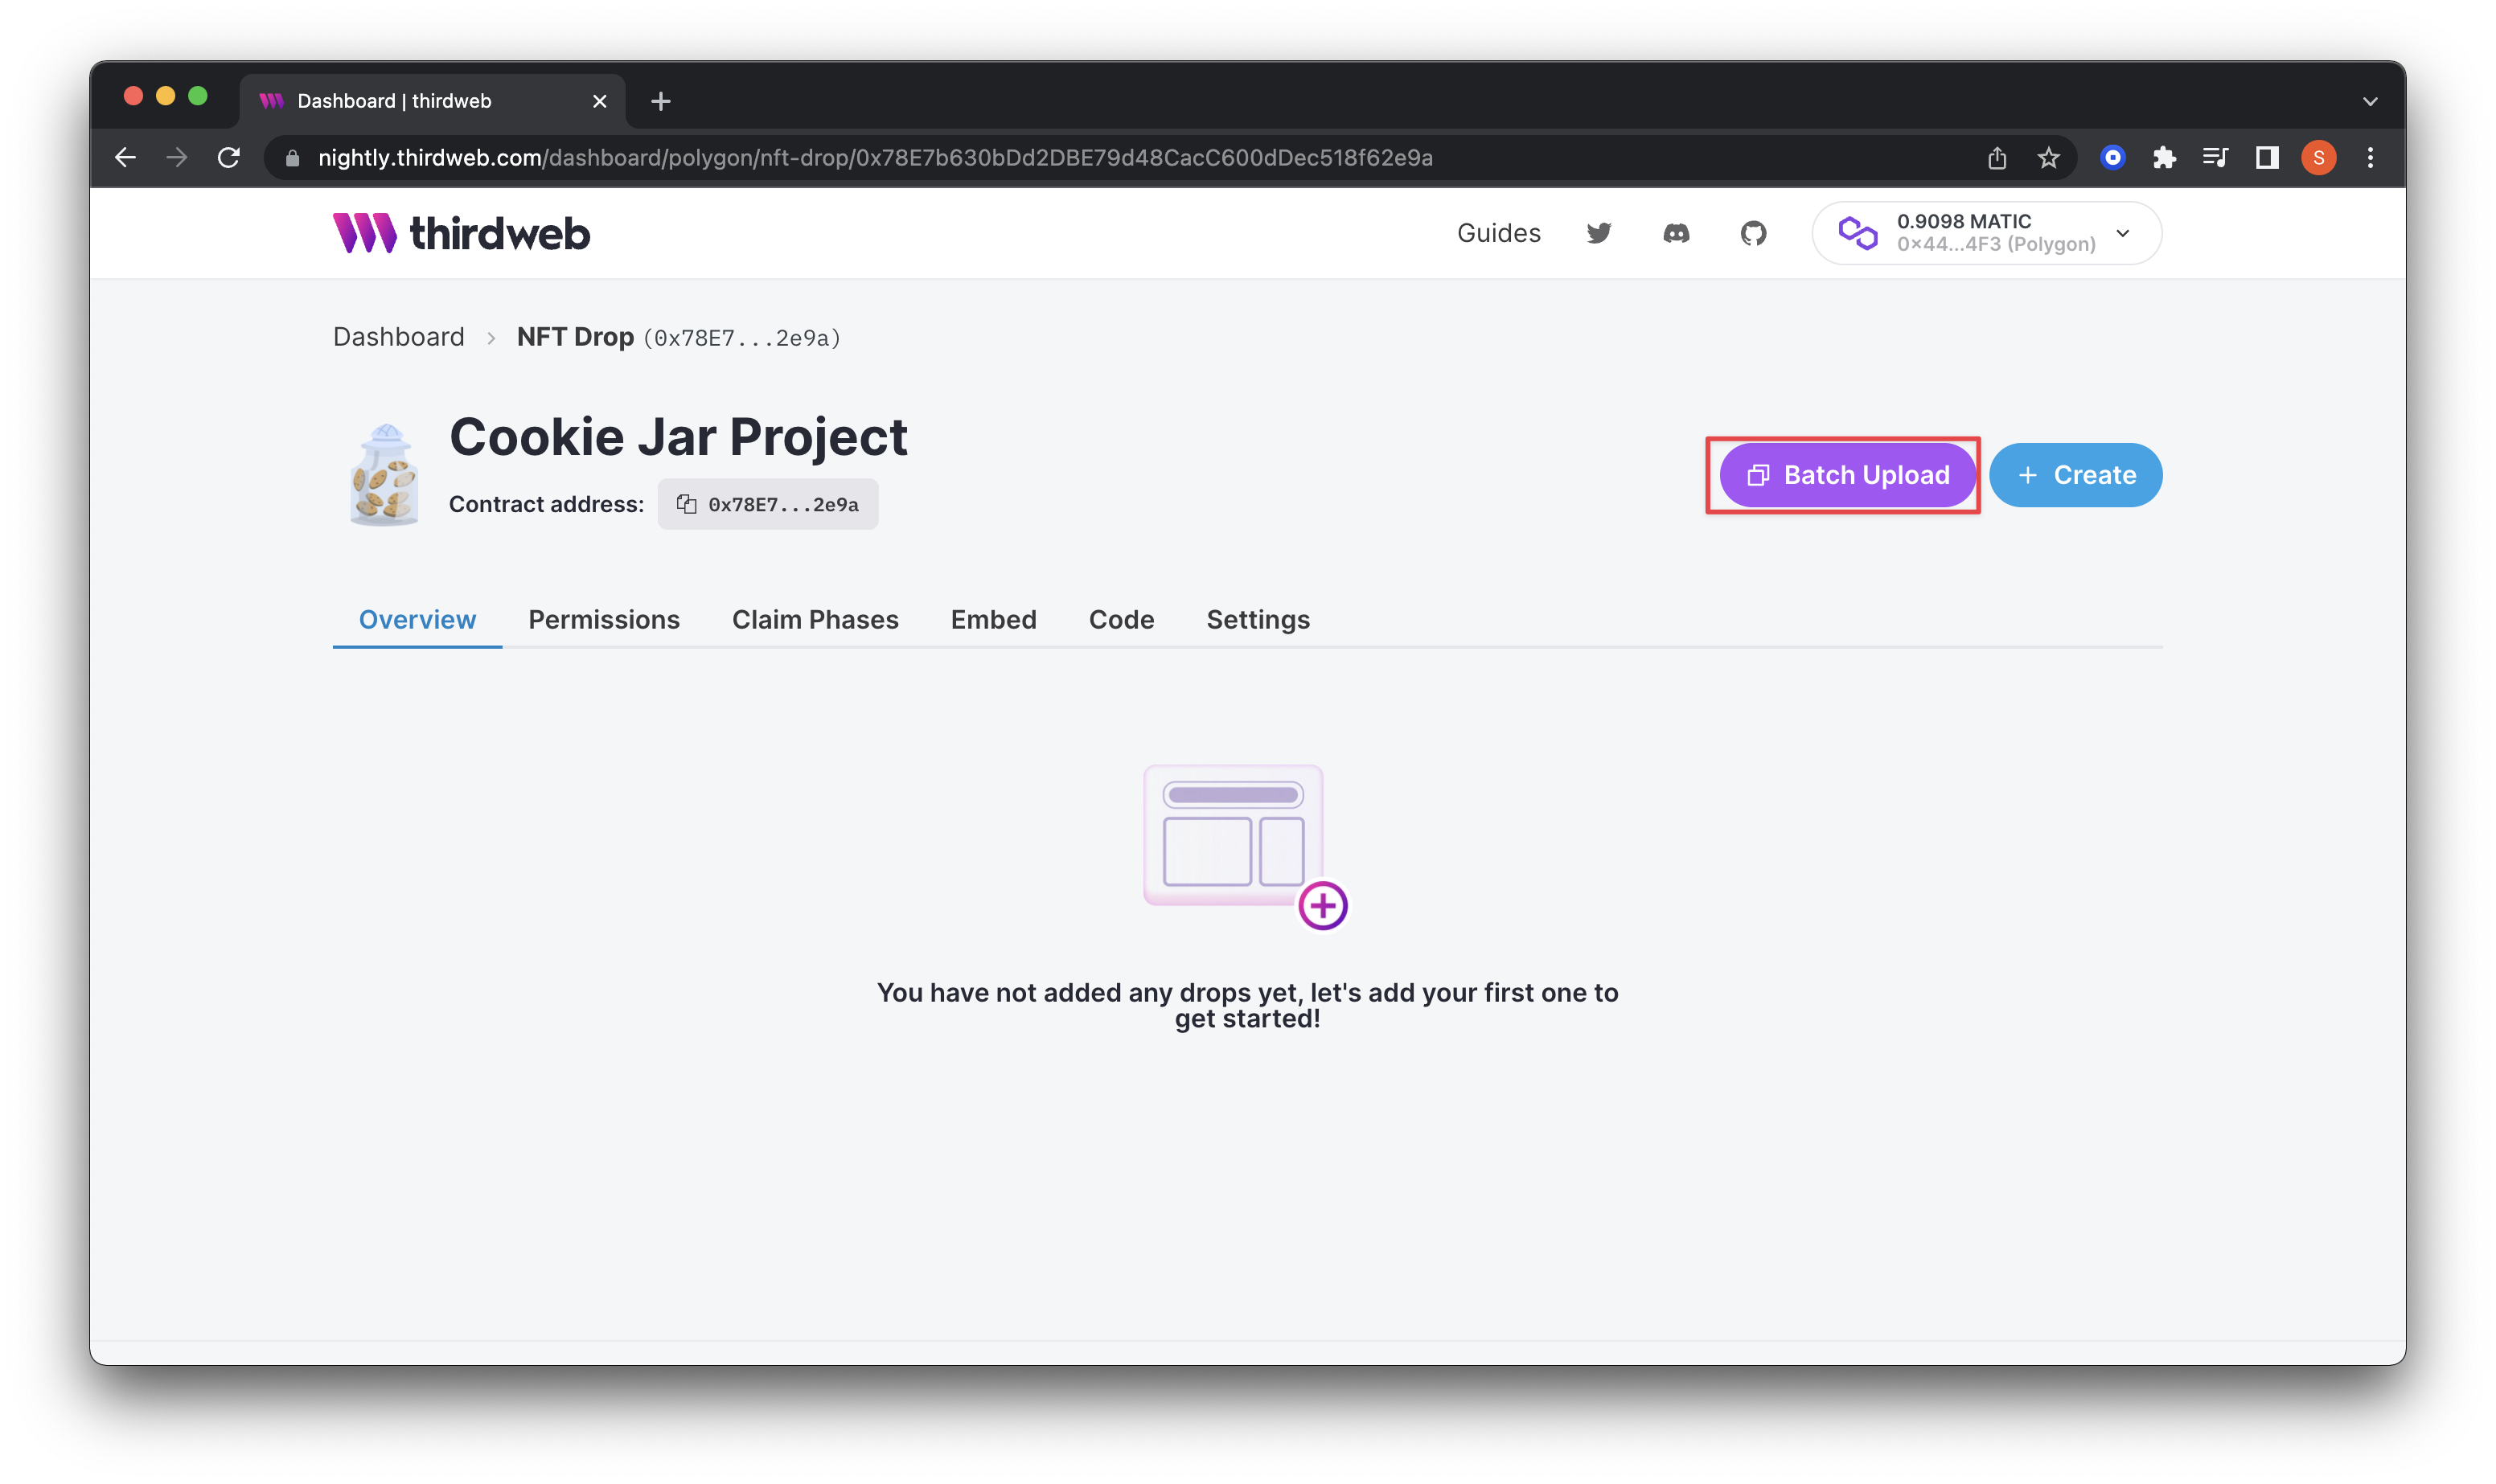 Dashboard | thirdweb
nightly.thirdweb.com/dashboard/polygon/nft-drop/0x78E7b630bDd2DBE79d48CacC600dDec518f62e9a
S
thirdweb
Guides
0.9098 MATIC
0x44...4F3 (Polygon)
Dashboard > NFT Drop (0x78E7...2e9a)
Cookie Jar Project
Contract address: 0x78E7...2e9a
Batch Upload
+ Create
Overview Permissions Claim Phases Embed Code Settings
You have not added any drops yet, let's add your first one to
get started!